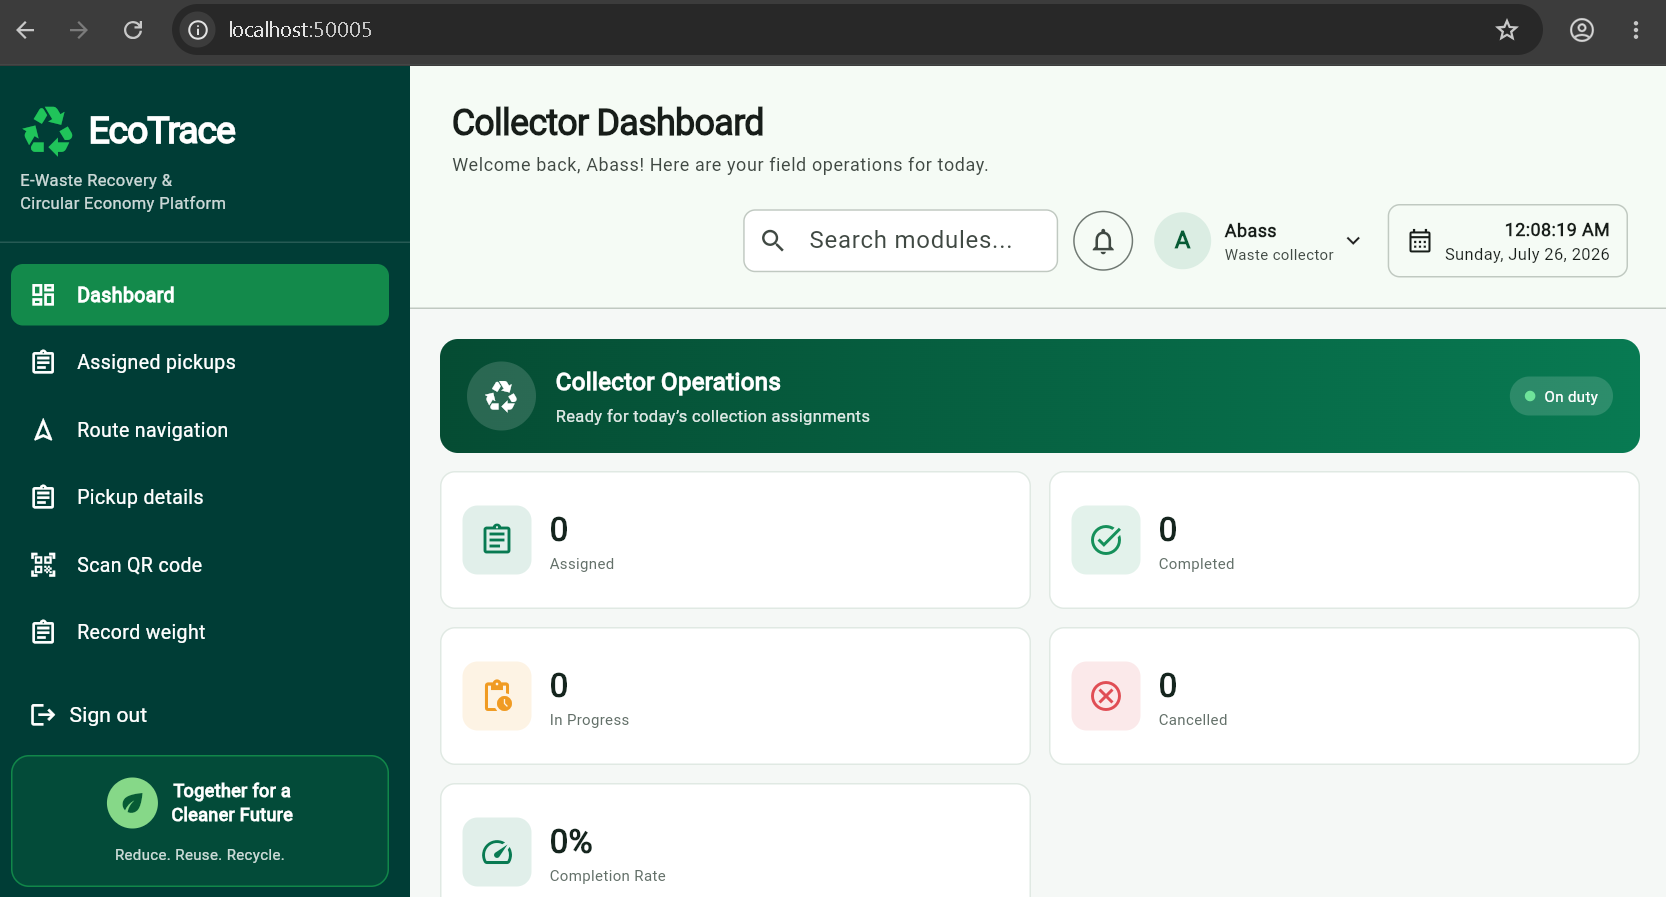 localhost:50005
EcoTrace
E-Waste Recovery &
Circular Economy Platform
Dashboard
Assigned pickups
Route navigation
Pickup details
Scan QR code
Record weight
Sign out
Together for a
Cleaner Future
Reduce. Reuse. Recycle.
Collector Dashboard
Welcome back, Abass! Here are your field operations for today.
Search modules...
A
Abass
Waste collector
12:08:19 AM
Sunday, July 26, 2026
Collector Operations
Ready for today's collection assignments
On duty
0
Assigned
0
Completed
0
In Progress
0
Cancelled
0%
Completion Rate